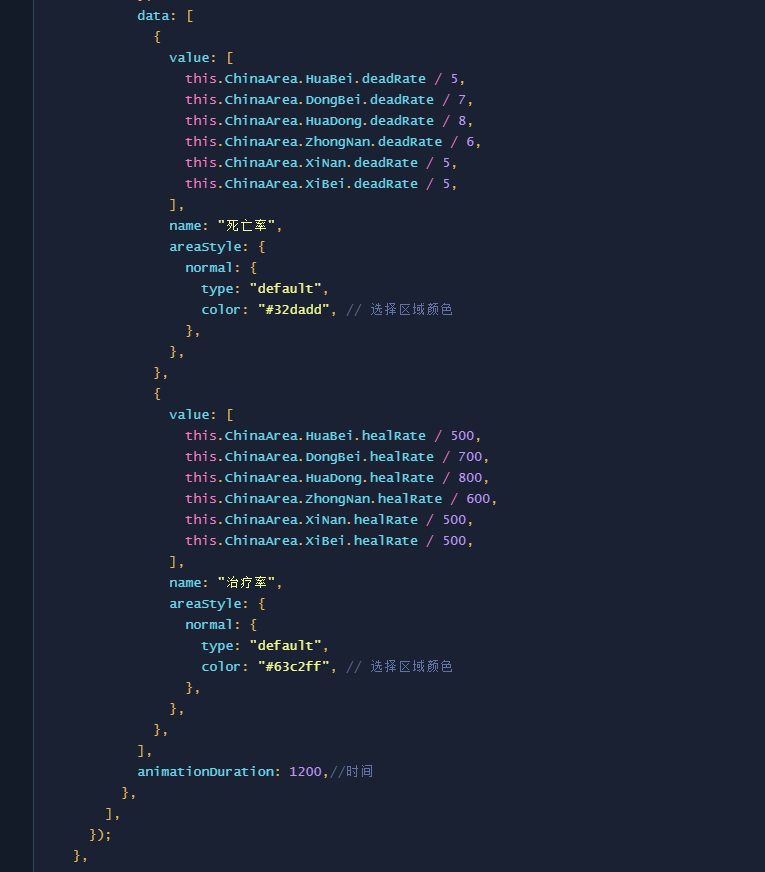 data: [
{
value: [
this.ChinaArea.HuaBei.deadRate / 5,
this.ChinaArea.DongBei.deadRate / 7,
this.ChinaArea.HuaDong.deadRate / 8,
this.ChinaArea.ZhongNan.deadRate / 6,
this.ChinaArea.XiNan.deadRate / 5,
this.ChinaArea.XiBei.deadRate / 5,
],
name: "死亡率",
areaStyle: {
normal: {
type: "default",
color: "#32dadd", // 选择区域颜色
},
},
},
{
value: [
this.ChinaArea.HuaBei.healRate / 500,
this.ChinaArea.DongBei.healRate / 700,
this.ChinaArea.HuaDong.healRate / 800,
this.ChinaArea.ZhongNan.healRate / 600,
this.ChinaArea.XiNan.healRate / 500,
this.ChinaArea.XiBei.healRate / 500,
],
name: "治疗率",
areaStyle: {
normal: {
type: "default",
color: "#63c2ff", // 选择区域颜色
},
},
},
],
animationDuration: 1200,//时间
},
],
});
},